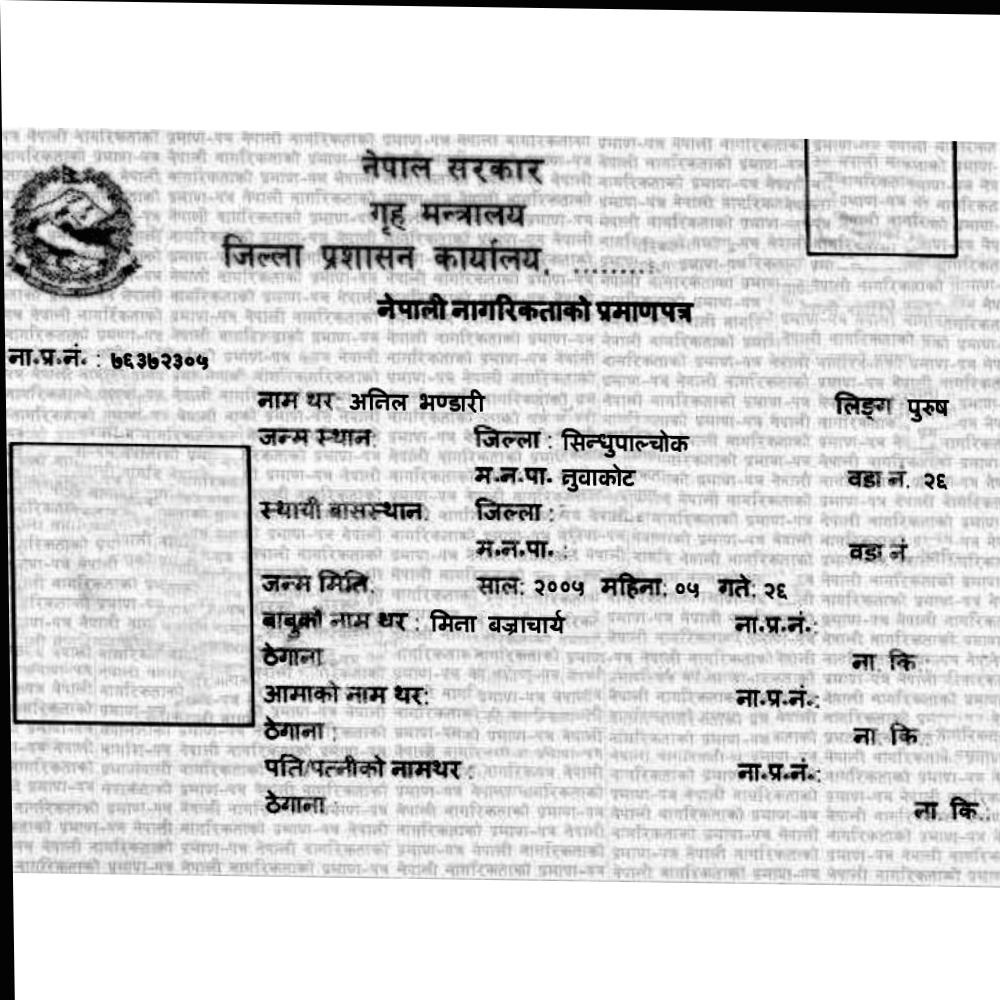 नेपाल सरकार
गृह मन्त्रालय
जिल्ला प्रशासन कार्यालय, .........
नेपाली नागरिकताको प्रमाणपत्र
ना.प्र.नं. : ७६३७२३०५
नाम थर: अनिल भण्डारी लिङ्ग पुरुष
जन्म स्थान: जिल्ला : सिन्धुपाल्चोक
म.न.पा. नुवाकोट वडा नं. २६
स्थायी बासस्थान: जिल्ला :
म.न.पा. : वडा नं
जन्म मिति: साल: २००५ महिना: ०५ गते: २६
बाबुको नाम थर : मिना बज्राचार्य ना.प्र.नं.:
ठेगाना ना. कि.:
आमाको नाम थर: ना.प्र.नं.:
ठेगाना : ना. कि.
पति/पत्नीको नामथर : ना.प्र.नं.:
ठेगाना : ना. कि.: